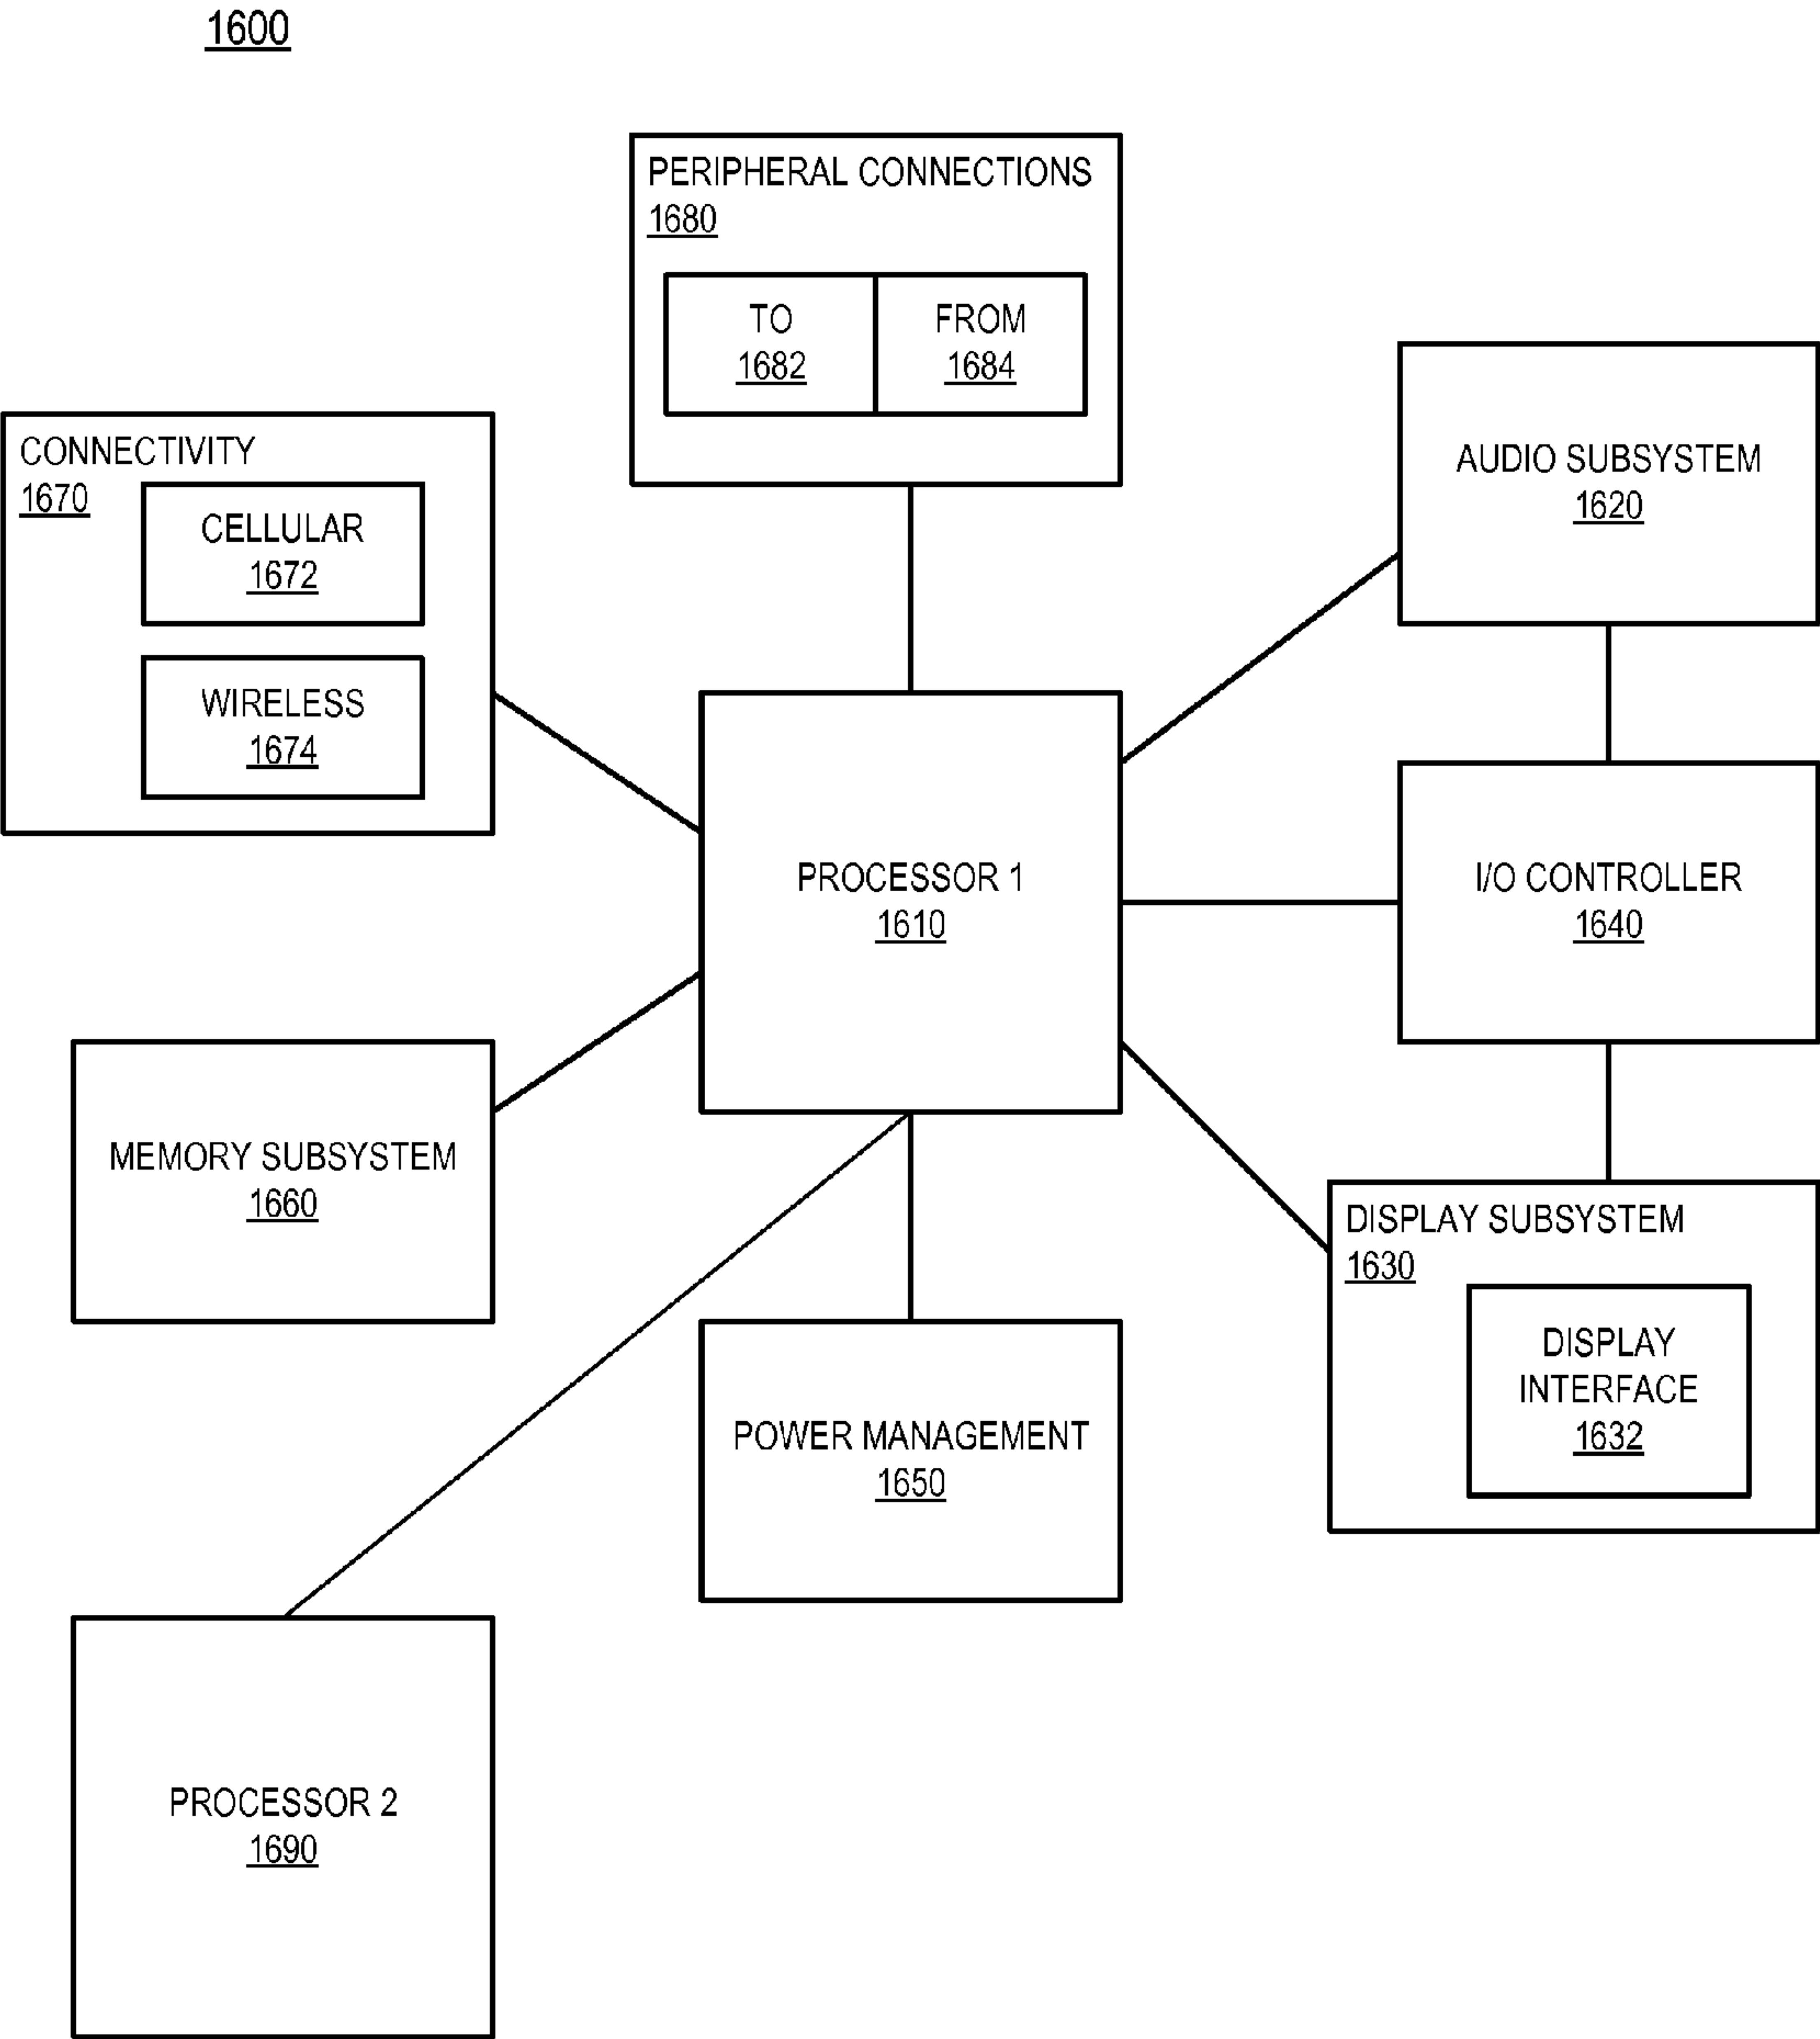 1600
PERIPHERAL CONNECTIONS
1680
TO
1682
FROM
1684
CONNECTIVITY
1670
CELLULAR
1672
WIRELESS
1674
AUDIO SUBSYSTEM
1620
PROCESSOR 1
1610
I/O CONTROLLER
1640
MEMORY SUBSYSTEM
1660
DISPLAY SUBSYSTEM
1630
DISPLAY
INTERFACE
1632
POWER MANAGEMENT
1650
PROCESSOR 2
1690